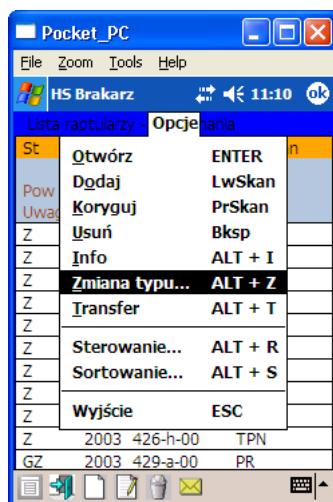 Pocket_PC
File Zoom Tools Help
HS Brakarz 11:10 ok
Lista raptularzy - Opcje
St
Otwórz ENTER
Dodaj LwSkan
Pow
Koryguj PrSkan
Uwag
Usuń Bksp
Z
Info ALT + I
Z
Zmiana typu... ALT + Z
Z
Transfer ALT + T
Z
Z
Sterowanie... ALT + R
Z
Sortowanie... ALT + S
Z
Z
Wyjście ESC
Z
Z 2003 426-h-00 TPN
GZ 2003 429-a-00 PR